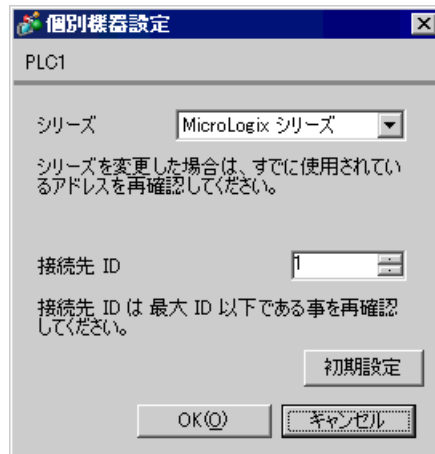 個別機器設定
PLC1
シリーズ MicroLogix シリーズ
シリーズを変更した場合は、すでに使用されてい
るアドレスを再確認してください。
接続先 ID 1
接続先 ID は 最大 ID 以下である事を再確認
してください。
初期設定
OK(O) キャンセル